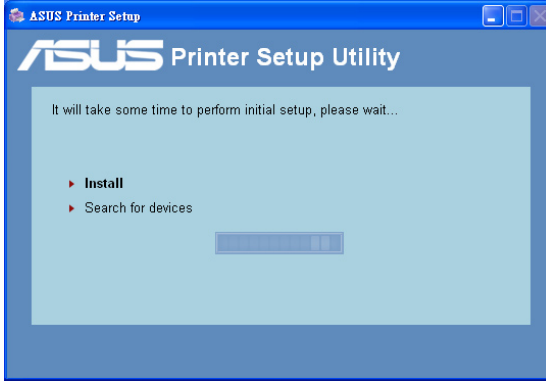 ASUS Printer Setup
ASUS Printer Setup Utility
It will take some time to perform initial setup, please wait...
Install
Search for devices